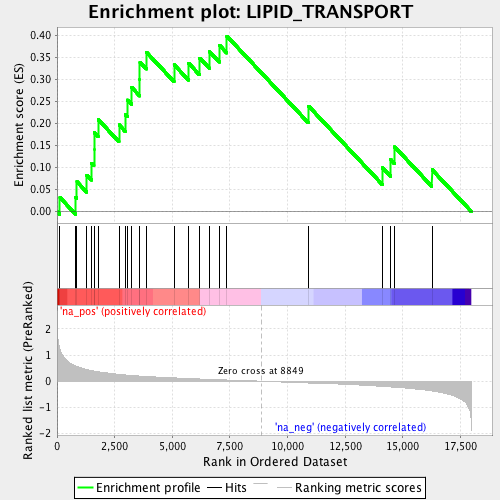 Enrichment plot: LIPID_TRANSPORT
Enrichment score (ES)
0.40
0.35
0.30
0.25
0.20
0.15
0.10
0.05
0.00
'na_pos' (positively correlated)
Ranked list metric (PreRanked)
2
1
0
-1
-2
Zero cross at 8849
'na_neg' (negatively correlated)
0
2,500
5,000
7,500
10,000
12,500
15,000
17,500
Rank in Ordered Dataset
Enrichment profile
Hits
Ranking metric scores